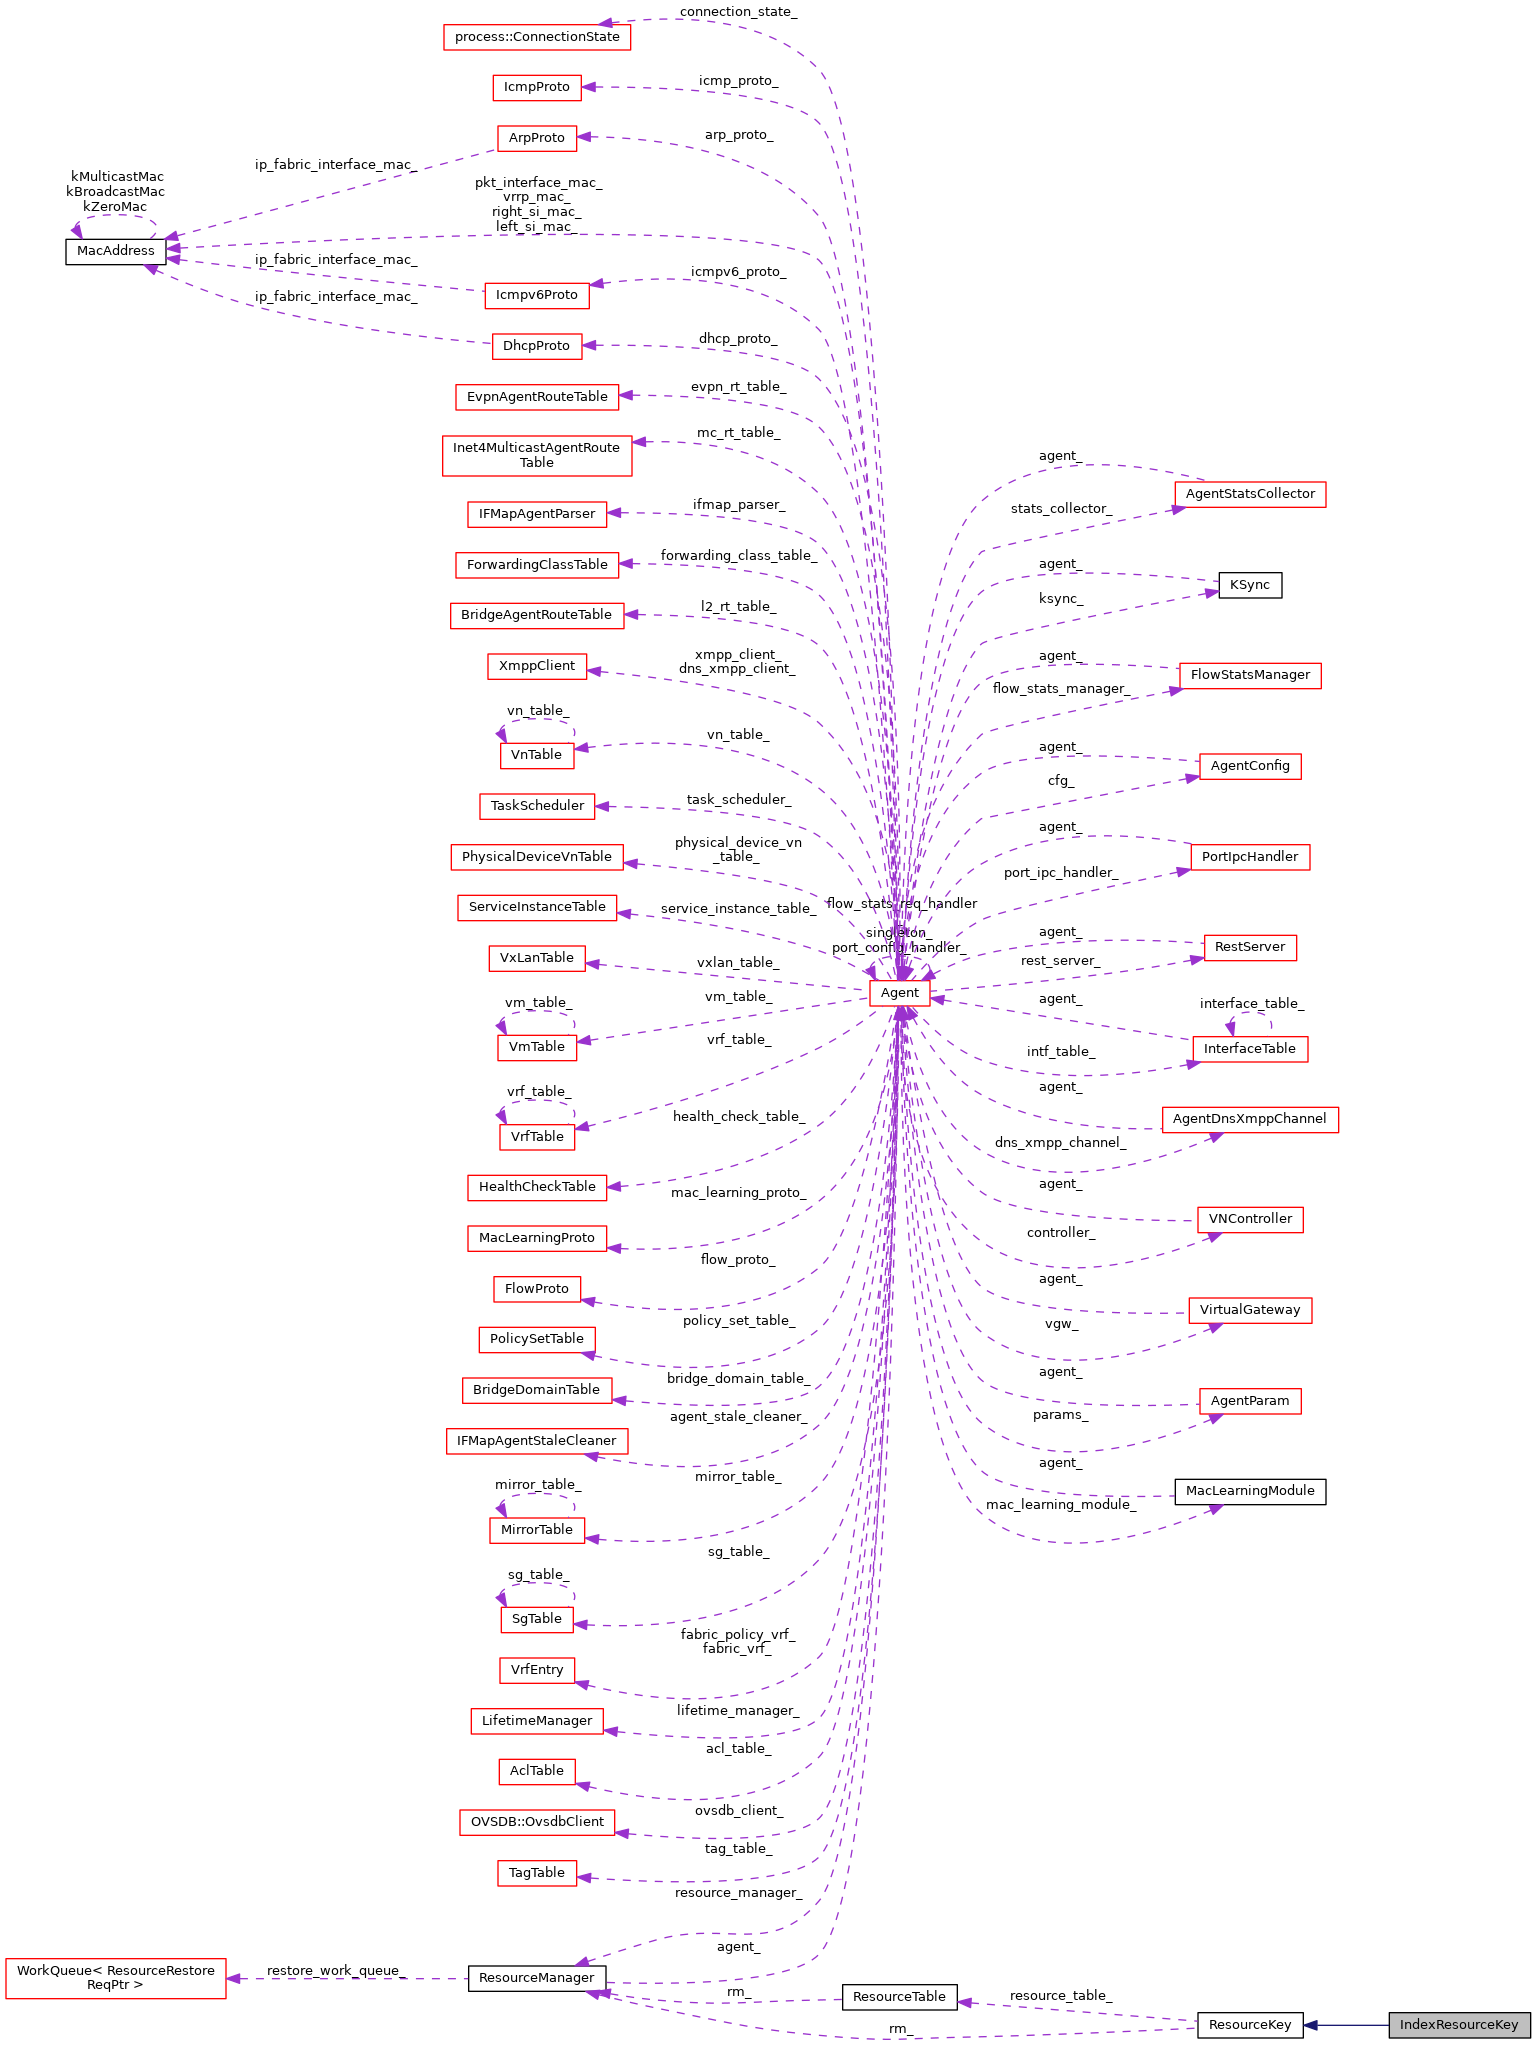 connection_state_
process::ConnectionState
icmp_proto_
IcmpProto
arp_proto_
ArpProto
ip_fabric_interface_mac_
kMulticastMac
kBroadcastMac
kZeroMac
pkt_interface_mac_
vrrp_mac_
right_si_mac_
left_si_mac_
MacAddress
ip_fabric_interface_mac_
icmpv6_proto_
Icmpv6Proto
ip_fabric_interface_mac_
dhcp_proto_
DhcpProto
evpn_rt_table_
EvpnAgentRouteTable
mc_rt_table_
Inet4MulticastAgentRoute
Table
agent_
AgentStatsCollector
ifmap_parser_
stats_collector_
IFMapAgentParser
forwarding_class_table_
ForwardingClassTable
agent_
KSync
l2_rt_table_
ksync_
BridgeAgentRouteTable
xmpp_client_
dns_xmpp_client_
XmppClient
agent_
FlowStatsManager
flow_stats_manager_
vn_table_
vn_table_
VnTable
agent_
AgentConfig
cfg_
task_scheduler_
TaskScheduler
agent_
physical_device_vn
_table_
PhysicalDeviceVnTable
PortIpcHandler
port_ipc_handler_
flow_stats_req_handler
service_instance_table_
ServiceInstanceTable
singleton_
port_config_handler_
agent_
RestServer
VxLanTable
vxlan_table_
rest_server_
Agent
vm_table_
vm_table_
agent_
interface_table_
VmTable
vrf_table_
intf_table_
InterfaceTable
vrf_table_
agent_
VrfTable
health_check_table_
AgentDnsXmppChannel
dns_xmpp_channel_
HealthCheckTable
mac_learning_proto_
agent_
VNController
controller_
MacLearningProto
flow_proto_
FlowProto
agent_
VirtualGateway
vgw_
policy_set_table_
PolicySetTable
bridge_domain_table_
BridgeDomainTable
agent_
AgentParam
params_
agent_stale_cleaner_
IFMapAgentStaleCleaner
agent_
MacLearningModule
mac_learning_module_
mirror_table_
mirror_table_
MirrorTable
sg_table_
sg_table_
SgTable
fabric_policy_vrf_
fabric_vrf_
VrfEntry
lifetime_manager_
LifetimeManager
acl_table_
AclTable
ovsdb_client_
OVSDB::OvsdbClient
tag_table_
TagTable
resource_manager_
agent_
WorkQueue< ResourceRestore
ReqPtr >
restore_work_queue_
ResourceManager
rm_
ResourceTable
resource_table_
rm_
ResourceKey
IndexResourceKey